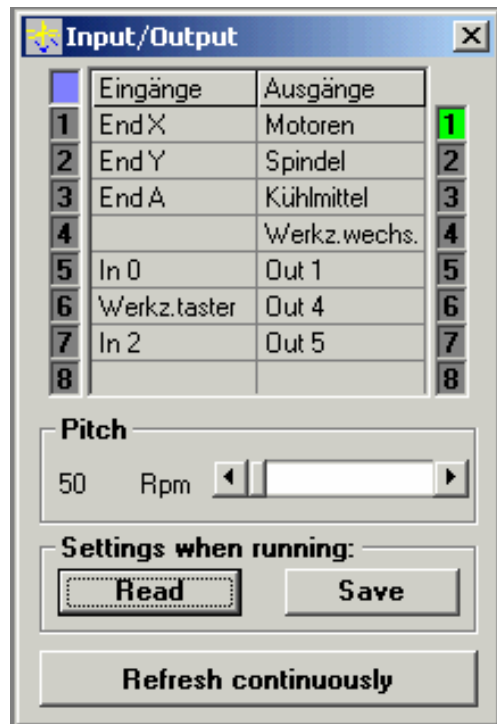 Input/Output
Eingänge Ausgänge
1 End X Motoren 1
2 End Y Spindel 2
3 End A Kühlmittel 3
4 Werkz.wechs. 4
5 In 0 Out 1 5
6 Werkz.taster Out 4 6
7 In 2 Out 5 7
8 8
Pitch
50 Rpm
Settings when running:
Read Save
Refresh continuously